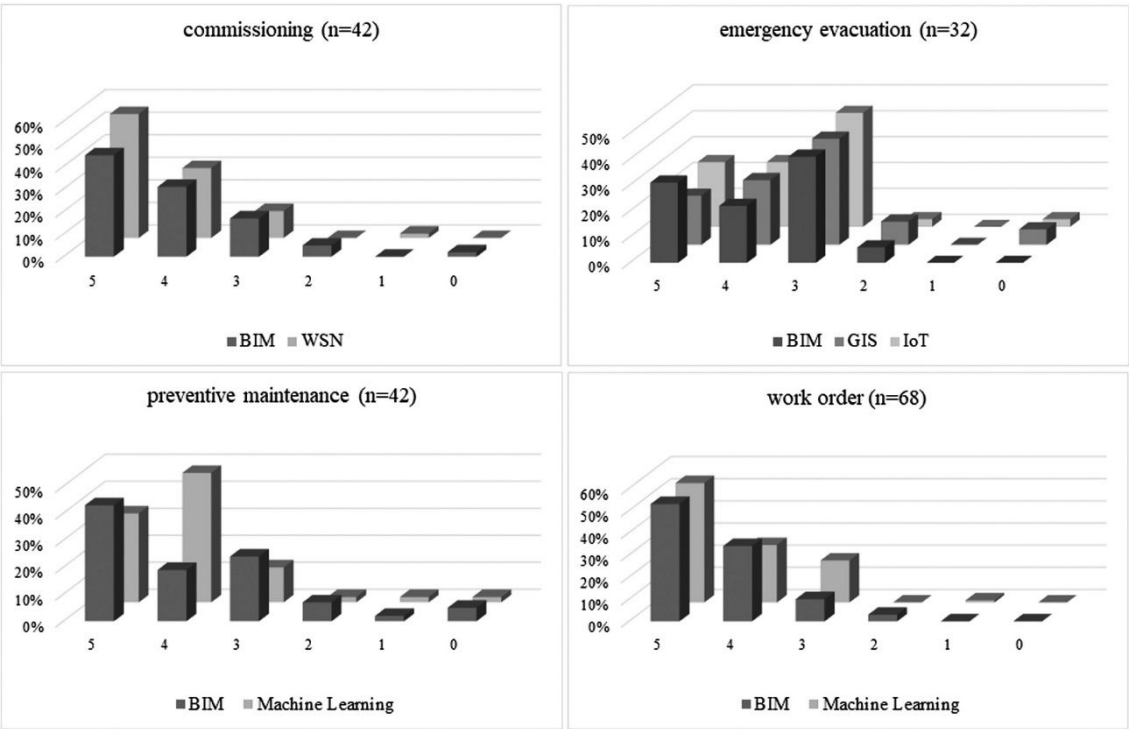 commissioning (n=42)
60%
50%
40%
30%
20%
10%
0%
5 4 3 2 1 0
BIM WSN
emergency evacuation (n=32)
50%
40%
30%
20%
10%
0%
5 4 3 2 1 0
BIM GIS IoT
preventive maintenance (n=42)
50%
40%
30%
20%
10%
0%
5 4 3 2 1 0
BIM Machine Learning
work order (n=68)
60%
50%
40%
30%
20%
10%
0%
5 4 3 2 1 0
BIM Machine Learning